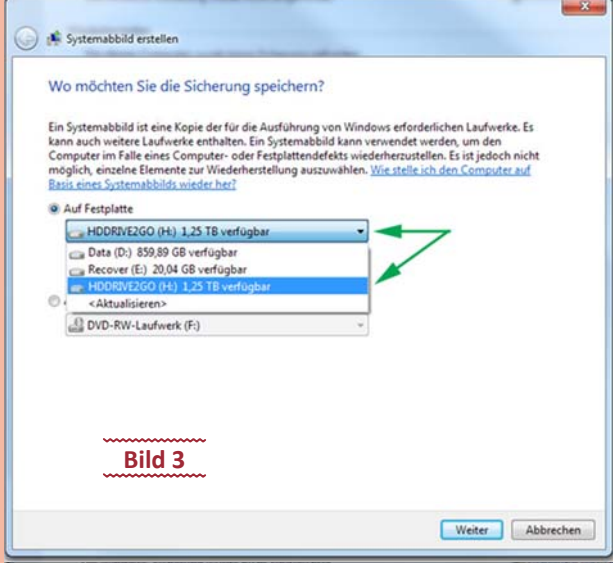 Systemabbild erstellen
Wo möchten Sie die Sicherung speichern?
Ein Systemabbild ist eine Kopie der für die Ausführung von Windows erforderlichen Laufwerke. Es
kann auch weitere Laufwerke enthalten. Ein Systemabbild kann verwendet werden, um den
Computer im Falle eines Computer- oder Festplattendefekts wiederherzustellen. Es ist jedoch nicht
möglich, einzelne Elemente zur Wiederherstellung auszuwählen. Wie stelle ich den Computer auf
Basis eines Systemabbilds wieder her?
Auf Festplatte
HDDRIVE2GO (H:) 1,25 TB verfügbar
Data (D:) 859,89 GB verfügbar
Recover (E:) 20,04 GB verfügbar
HDDRIVE2GO (H:) 1,25 TB verfügbar
<Aktualisieren>
DVD-RW-Laufwerk (F:)
Bild 3
Weiter Abbrechen